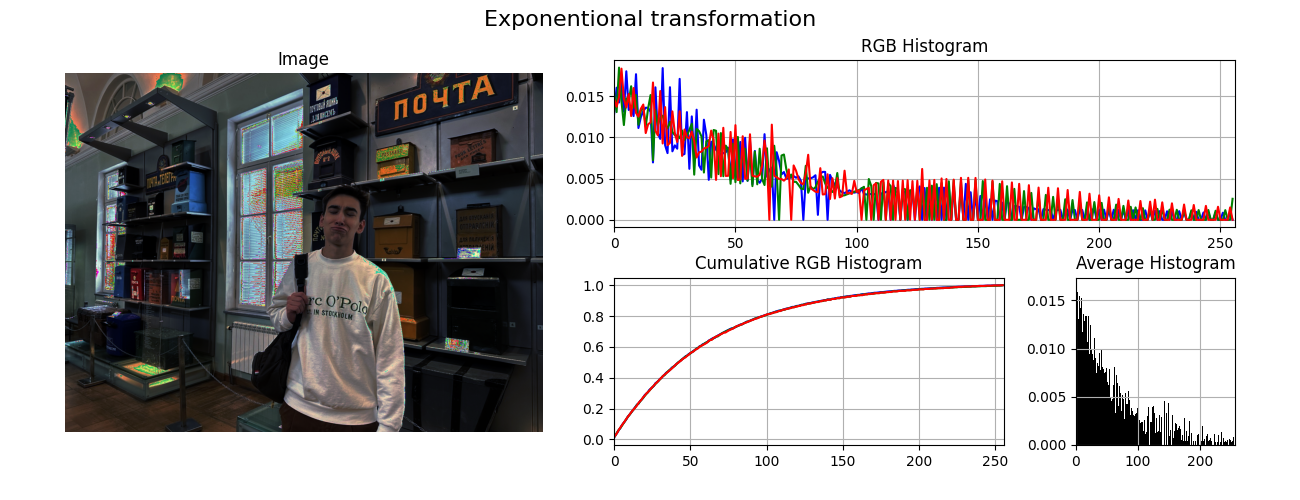 Exponentional transformation
Image
ПОЧТА
arc O'Polo
IN STOCKHOLM
RGB Histogram
0.015
0.010
0.005
0.000
0 50 100 150 200 250
Cumulative RGB Histogram
1.0
0.8
0.6
0.4
0.2
0.0
0 50 100 150 200 250
Average Histogram
0.015
0.010
0.005
0.000
0 100 200